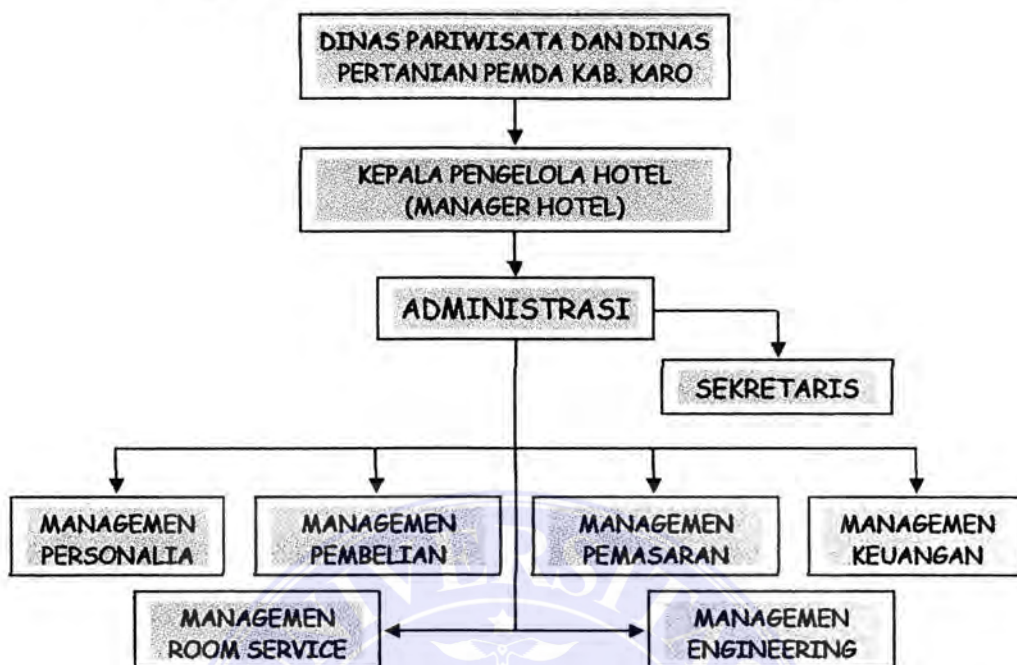 DINAS PARIWISATA DAN DINAS
PERTANIAN PEMDA KAB. KARO
KEPALA PENGELOLA HOTEL
(MANAGER HOTEL)
ADMINISTRASI
SEKRETARIS
MANAGEMEN
PERSONALIA
MANAGEMEN
PEMBELIAN
MANAGEMEN
PEMASARAN
MANAGEMEN
KEUANGAN
MANAGEMEN
ROOM SERVICE
MANAGEMEN
ENGINEERING